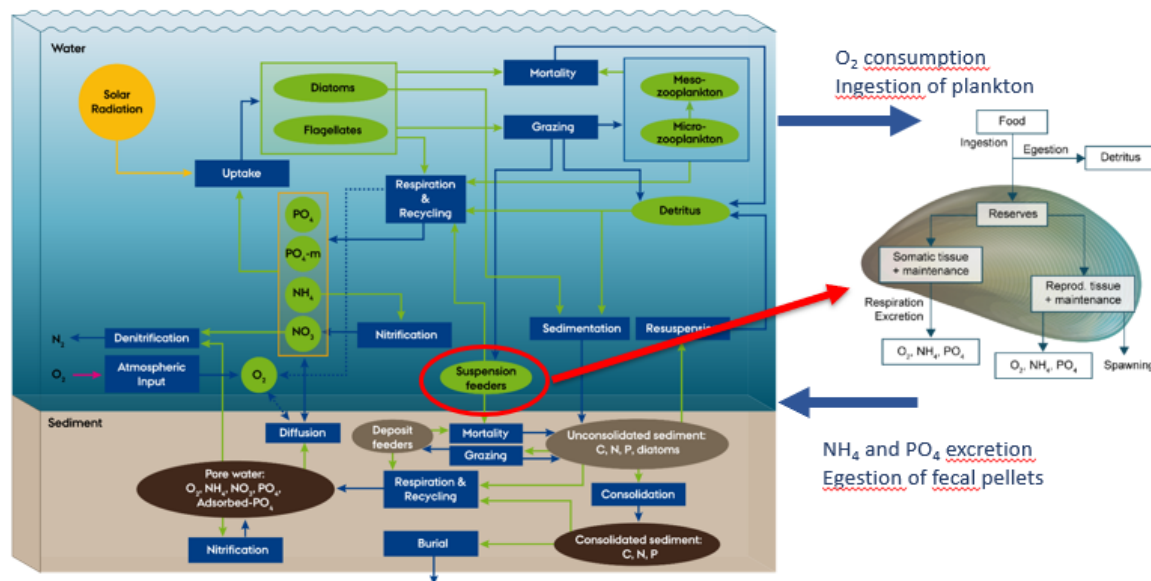 Water
Solar
Radiation
Diatoms
Flagellates
Mortality
Grazing
Meso-
zooplankton
Micro-
zooplankton
Uptake
Respiration
&
Recycling
Detritus
PO₄
PO₄-m
NH₄
NO₃
Nitrification
Sedimentation
Resuspension
N₂
Denitrification
O₂
Atmospheric
Input
O₂
Suspension
feeders
Sediment
Diffusion
Deposit
feeders
Mortality
Grazing
Unconsolidated sediment:
C, N, P, diatoms
Pore water:
O₂, NH₄, NO₃, PO₄,
Adsorbed-PO₄
Respiration &
Recycling
Consolidation
Nitrification
Burial
Consolidated sediment:
C, N, P
O₂ consumption
Ingestion of plankton
Food
Ingestion
Egestion
Detritus
Reserves
Somatic tissue
+ maintenance
Reprod. tissue
+ maintenance
Respiration
Excretion
O₂, NH₄, PO₄
O₂, NH₄, PO₄
Spawning
NH₄ and PO₄ excretion
Egestion of fecal pellets